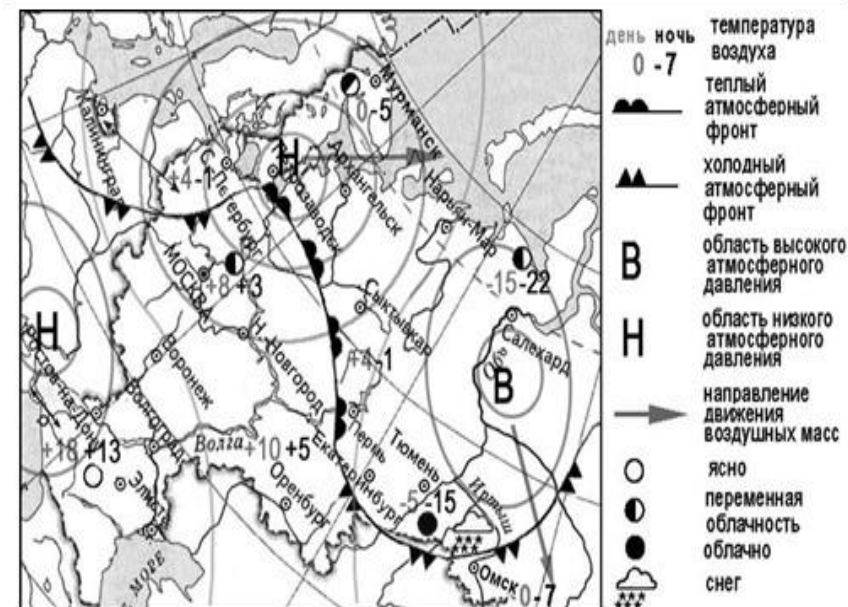 Мурманск
0 -5
Калининград
С.Петербург
Н
Петрозаводск
Архангельск
Нарьян-Мар
+4 -1
МОСКВА
+8 +3
-15 -22
Сыктывкар
Салехард
Обь
В
Н
Н. Новгород
+4 -1
Воронеж
Ростов-на-Дону
Волгоград
Волга
+10 +5
Пермь
Екатеринбург
Тюмень
Иртыш
+18 +13
Элиста
Оренбург
-5 -15
МОРЕ
Омск
0 -7
день ночь
0 -7
температура
воздуха
теплый
атмосферный
фронт
холодный
атмосферный
фронт
В
область высокого
атмосферного
давления
Н
область низкого
атмосферного
давления
направление
движения
воздушных масс
ясно
переменная
облачность
облачно
снег